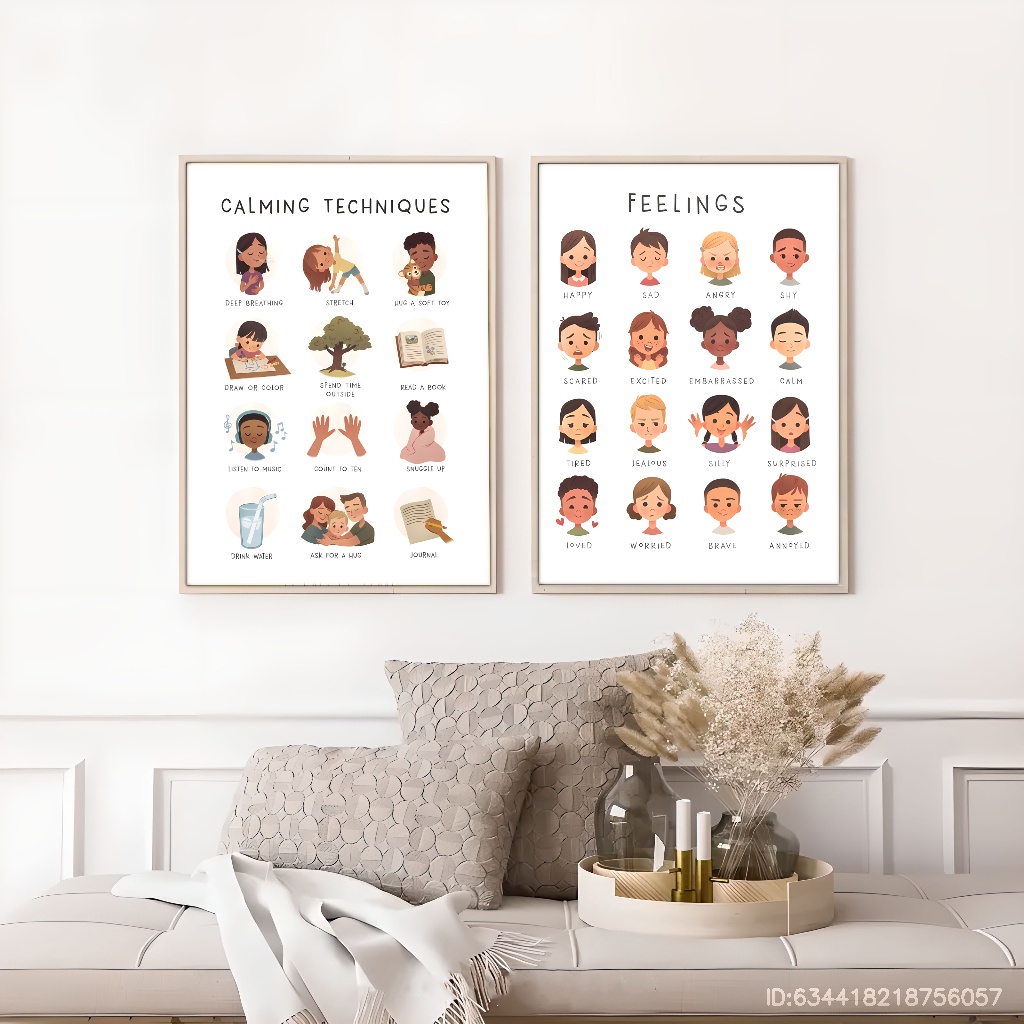 CALMING TECHNIQUES
DEEP BREATHING
STRETCH
HUG A SOFT TOY
DRAW OR COLOR
SPEND TIME
OUTSIDE
READ A BOOK
LISTEN TO MUSIC
COUNT TO TEN
SNUGGLE UP
DRINK WATER
ASK FOR A HUG
JOURNAL
FEELINGS
HAPPY
SAD
ANGRY
SHY
SCARED
EXCITED
EMBARRASSED
CALM
TIRED
JEALOUS
SILLY
SURPRISED
LOVED
WORRIED
BRAVE
ANNOYED
ID:634418218756057